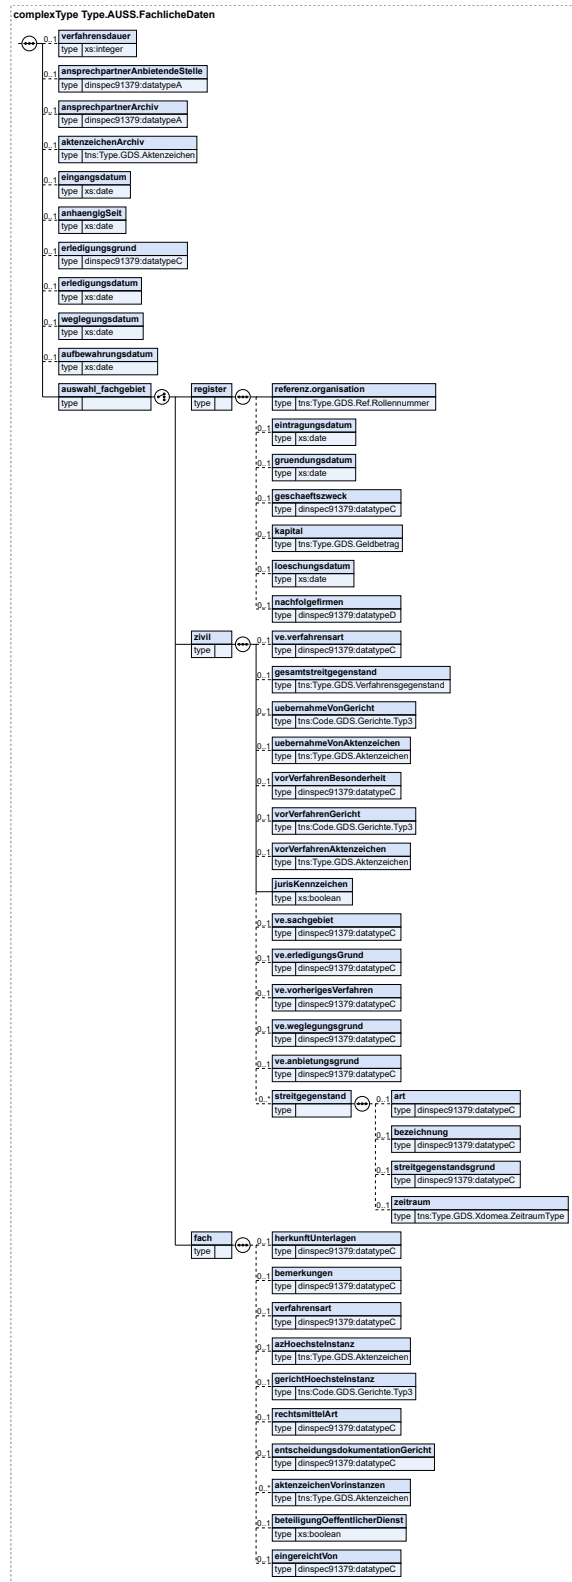 complexType Type.AUSS.FachlicheDaten
0..1 verfahrensdauer
type xs:integer
0..1 ansprechpartnerAnbietendeStelle
type dinspec91379:datatypeA
0..1 ansprechpartnerArchiv
type dinspec91379:datatypeA
0..1 aktenzeichenArchiv
type tns:Type.GDS.Aktenzeichen
0..1 eingangsdatum
type xs:date
0..1 anhaengigSeit
type xs:date
0..1 erledigungsgrund
type dinspec91379:datatypeC
0..1 erledigungsdatum
type xs:date
0..1 weglegungsdatum
type xs:date
0..1 aufbewahrungsdatum
type xs:date
auswahl_fachgebiet
type
register
type
referenz.organisation
type tns:Type.GDS.Ref.Rollennummer
0..1 eintragungsdatum
type xs:date
0..1 gruendungsdatum
type xs:date
0..1 geschaeftszweck
type dinspec91379:datatypeC
0..1 kapital
type tns:Type.GDS.Geldbetrag
0..1 loeschungsdatum
type xs:date
0..1 nachfolgefirmen
type dinspec91379:datatypeD
zivil
type
0..1 ve.verfahrensart
type dinspec91379:datatypeC
0..1 gesamtstreitgegenstand
type tns:Type.GDS.Verfahrensgegenstand
0..1 uebernahmeVonGericht
type tns:Code.GDS.Gerichte.Typ3
0..1 uebernahmeVonAktenzeichen
type tns:Type.GDS.Aktenzeichen
0..1 vorVerfahrenBesonderheit
type dinspec91379:datatypeC
0..1 vorVerfahrenGericht
type tns:Code.GDS.Gerichte.Typ3
0..1 vorVerfahrenAktenzeichen
type tns:Type.GDS.Aktenzeichen
jurisKennzeichen
type xs:boolean
0..1 ve.sachgebiet
type dinspec91379:datatypeC
0..1 ve.erledigungsGrund
type dinspec91379:datatypeC
0..1 ve.vorherigesVerfahren
type dinspec91379:datatypeC
0..1 ve.weglegungsgrund
type dinspec91379:datatypeC
0..1 ve.anbietungsgrund
type dinspec91379:datatypeC
0..* streitgegenstand
type
0..1 art
type dinspec91379:datatypeC
0..1 bezeichnung
type dinspec91379:datatypeC
0..1 streitgegenstandsgrund
type dinspec91379:datatypeC
0..1 zeitraum
type tns:Type.GDS.Xdomea.ZeitraumType
fach
type
0..1 herkunftUnterlagen
type dinspec91379:datatypeC
0..1 bemerkungen
type dinspec91379:datatypeC
0..1 verfahrensart
type dinspec91379:datatypeC
0..1 azHoechsteInstanz
type tns:Type.GDS.Aktenzeichen
0..1 gerichtHoechsteInstanz
type tns:Code.GDS.Gerichte.Typ3
0..1 rechtsmittelArt
type dinspec91379:datatypeC
0..1 entscheidungsdokumentationGericht
type dinspec91379:datatypeC
0..* aktenzeichenVorinstanzen
type tns:Type.GDS.Aktenzeichen
0..1 beteiligungOeffentlicherDienst
type xs:boolean
0..1 eingereichtVon
type dinspec91379:datatypeC